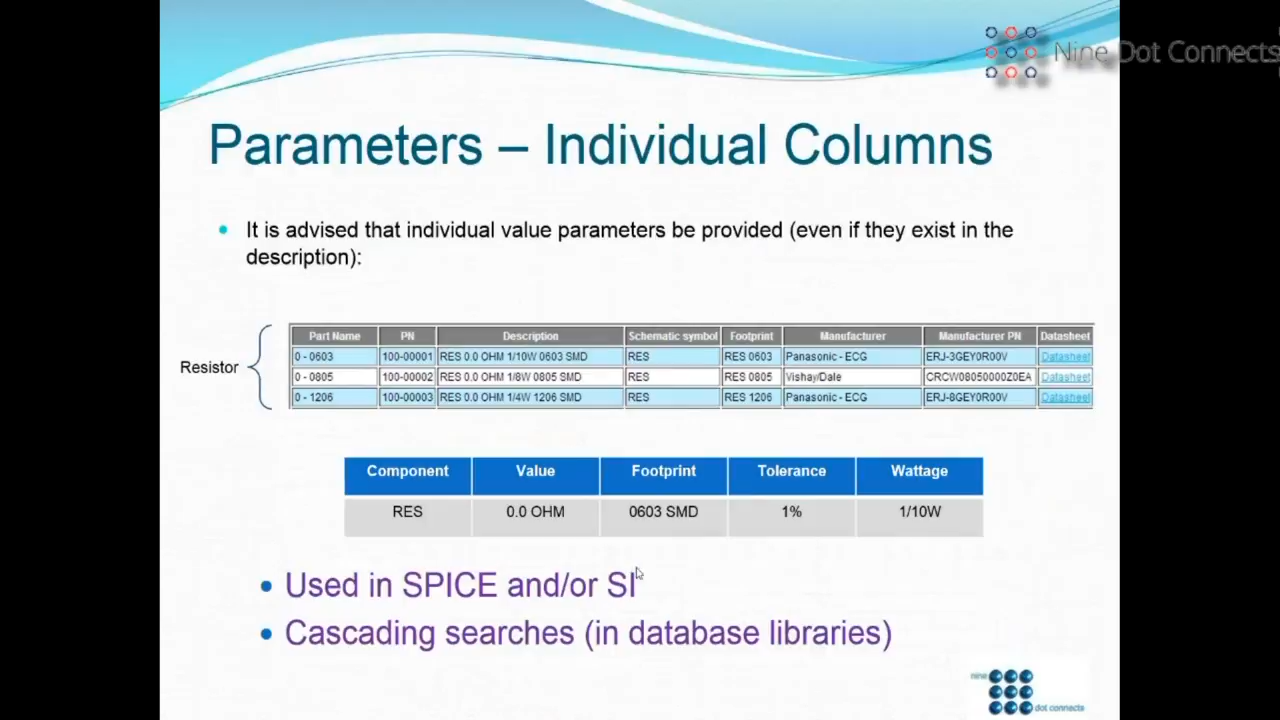 Nine Dot Connects
Parameters – Individual Columns
• It is advised that individual value parameters be provided (even if they exist in the
description):
Resistor
Part Name PN Description Schematic symbol Footprint Manufacturer Manufacturer PN Datasheet
0 - 0603 100-00001 RES 0.0 OHM 1/10W 0603 SMD RES RES 0603 Panasonic - ECG ERJ-3GEY0R00V Datasheet
0 - 0805 100-00002 RES 0.0 OHM 1/8W 0805 SMD RES RES 0805 Vishay/Dale CRCW08050000Z0EA Datasheet
0 - 1206 100-00003 RES 0.0 OHM 1/4W 1206 SMD RES RES 1206 Panasonic - ECG ERJ-8GEY0R00V Datasheet
Component Value Footprint Tolerance Wattage
RES 0.0 OHM 0603 SMD 1% 1/10W
• Used in SPICE and/or SI
• Cascading searches (in database libraries)
nine
dot connects